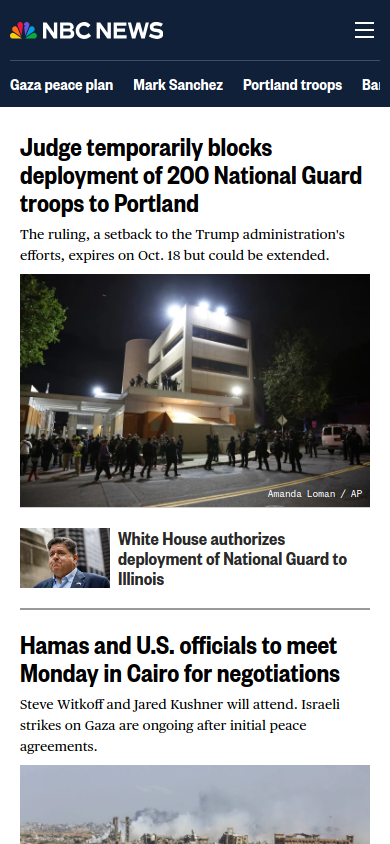 NBC NEWS
Gaza peace plan Mark Sanchez Portland troops
Judge temporarily blocks
deployment of 200 National Guard
troops to Portland
The ruling, a setback to the Trump administration's
efforts, expires on Oct. 18 but could be extended.
Amanda Loman / AP
White House authorizes
deployment of National Guard to
Illinois
Hamas and U.S. officials to meet
Monday in Cairo for negotiations
Steve Witkoff and Jared Kushner will attend. Israeli
strikes on Gaza are ongoing after initial peace
agreements.